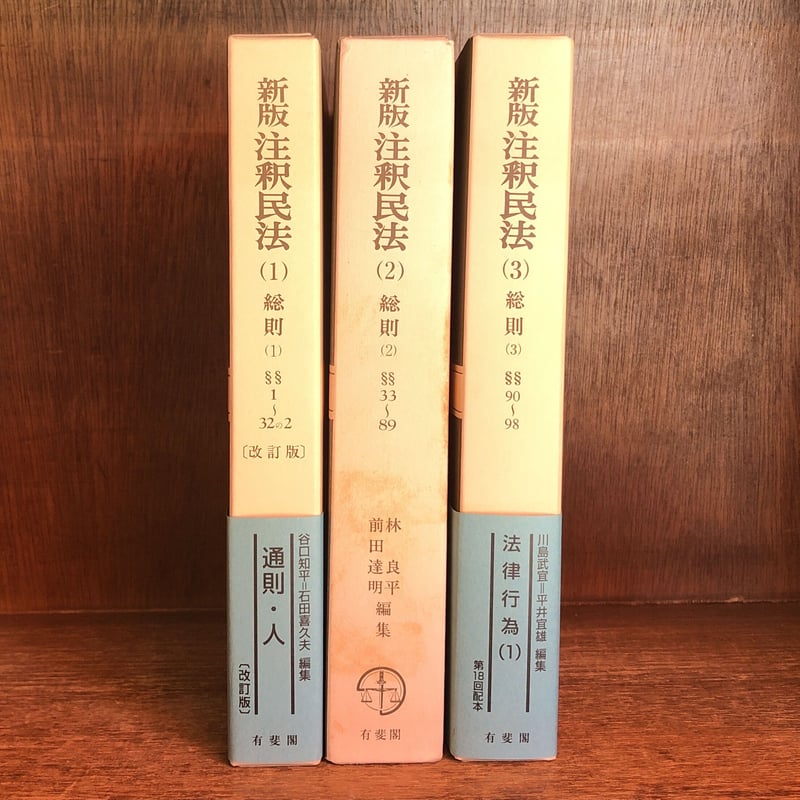 新版 注釈民法
(1)
総則
(1)
§§
1
〜
32の2
〔改訂版〕
谷口知平=石田喜久夫 編集
通則・人
〔改訂版〕
有斐閣
新版 注釈民法
(2)
総則
(2)
§§
33
〜
89
林 良平
前田達明 編集
有斐閣
新版 注釈民法
(3)
総則
(3)
§§
90
〜
98
川島武宜=平井宜雄 編集
法律行為(1)
第18回配本
有斐閣